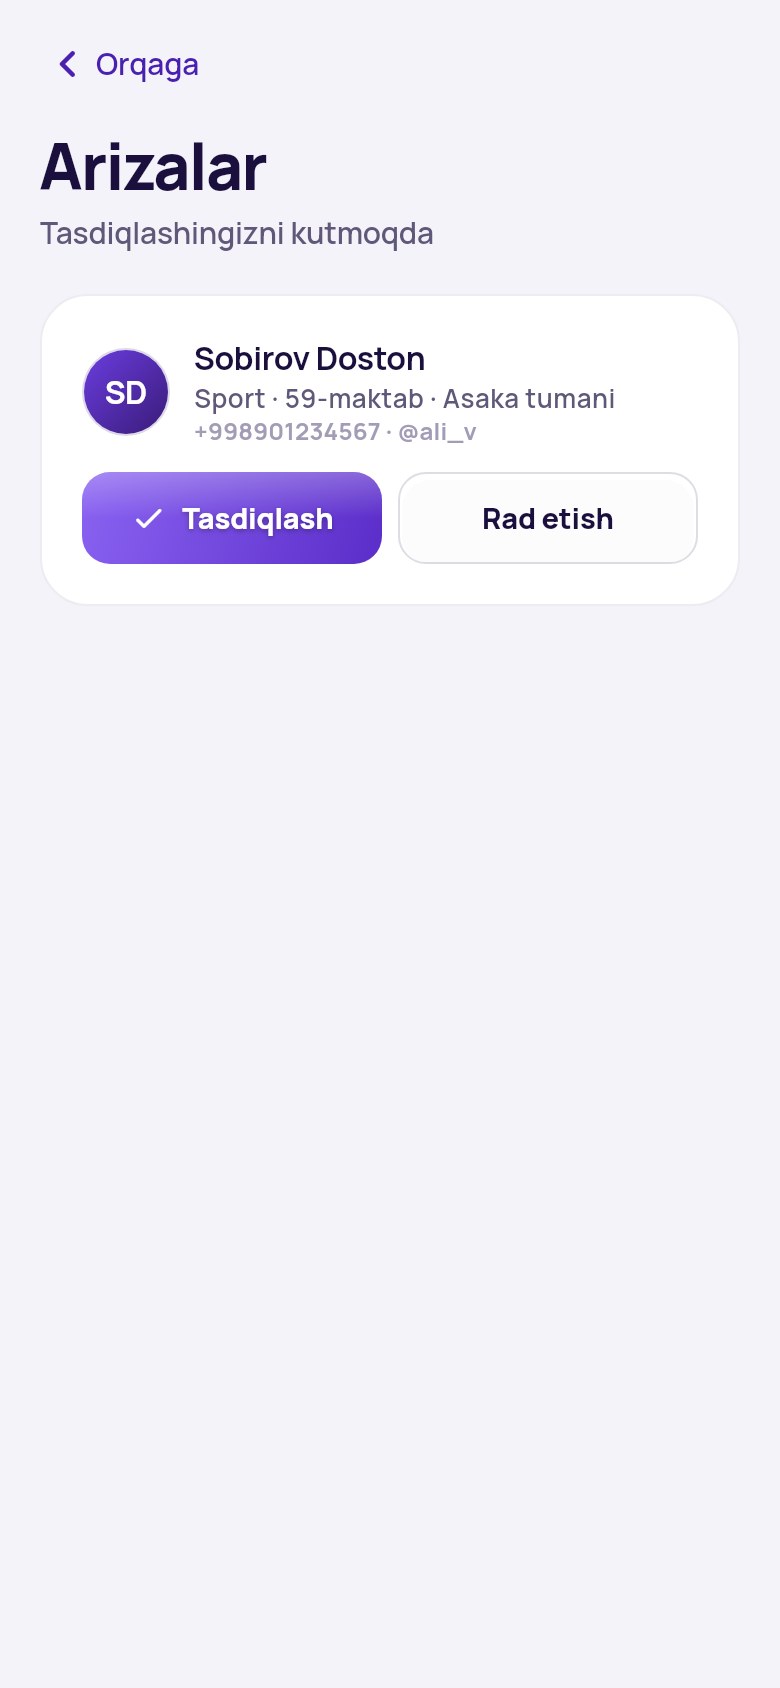 Orqaga
Arizalar
Tasdiqlashingizni kutmoqda
SD
Sobirov Doston
Sport · 59-maktab · Asaka tumani
+998901234567 · @ali_v
Tasdiqlash
Rad etish